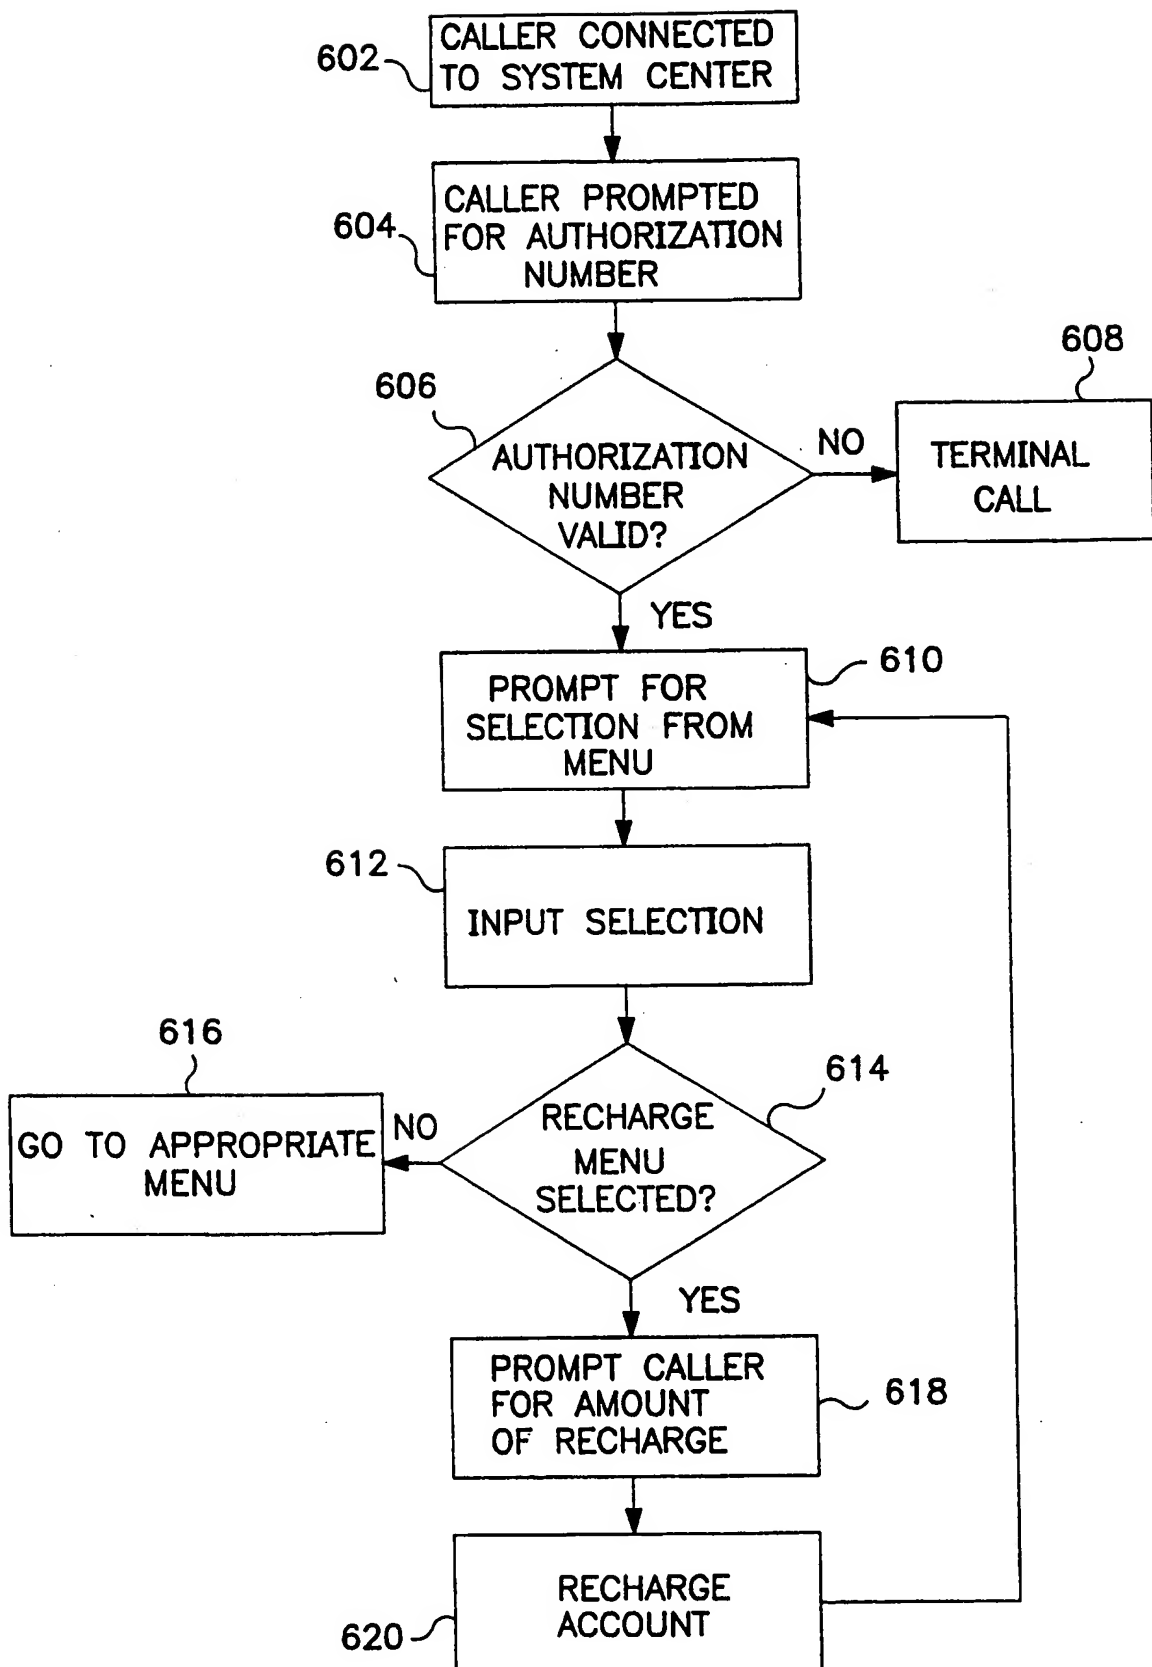 602
CALLER CONNECTED
TO SYSTEM CENTER
604
CALLER PROMPTED
FOR AUTHORIZATION
NUMBER
606
AUTHORIZATION
NUMBER
VALID?
NO
608
TERMINAL
CALL
YES
610
PROMPT FOR
SELECTION FROM
MENU
612
INPUT SELECTION
614
RECHARGE
MENU
SELECTED?
NO
616
GO TO APPROPRIATE
MENU
YES
618
PROMPT CALLER
FOR AMOUNT
OF RECHARGE
620
RECHARGE
ACCOUNT